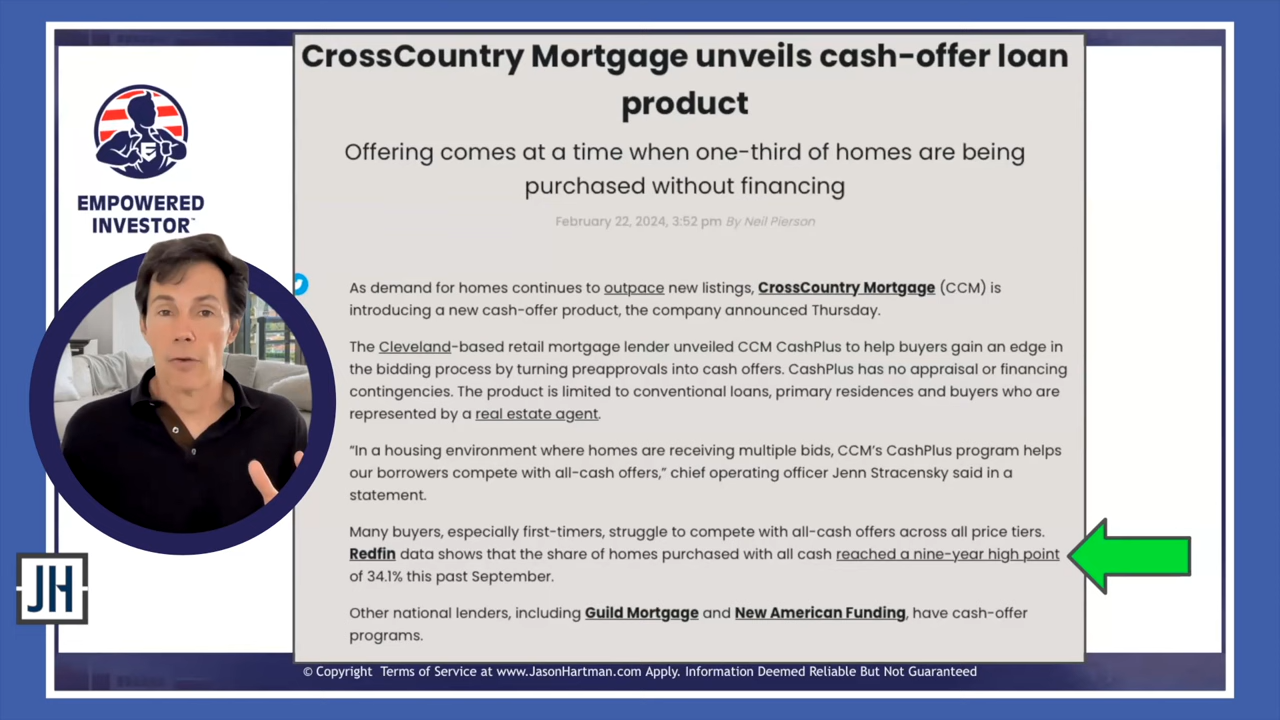 CrossCountry Mortgage unveils cash-offer loan
product
Offering comes at a time when one-third of homes are being
purchased without financing
February 22, 2024, 3:52 pm By Neil Pierson
EMPOWERED
INVESTOR™
As demand for homes continues to outpace new listings, CrossCountry Mortgage (CCM) is
introducing a new cash-offer product, the company announced Thursday.
The Cleveland-based retail mortgage lender unveiled CCM CashPlus to help buyers gain an edge in
the bidding process by turning preapprovals into cash offers. CashPlus has no appraisal or financing
contingencies. The product is limited to conventional loans, primary residences and buyers who are
represented by a real estate agent.
“In a housing environment where homes are receiving multiple bids, CCM’s CashPlus program helps
our borrowers compete with all-cash offers,” chief operating officer Jenn Stracensky said in a
statement.
Many buyers, especially first-timers, struggle to compete with all-cash offers across all price tiers.
Redfin data shows that the share of homes purchased with all cash reached a nine-year high point
of 34.1% this past September.
Other national lenders, including Guild Mortgage and New American Funding, have cash-offer
programs.
JH
© Copyright Terms of Service at www.JasonHartman.com Apply. Information Deemed Reliable But Not Guaranteed